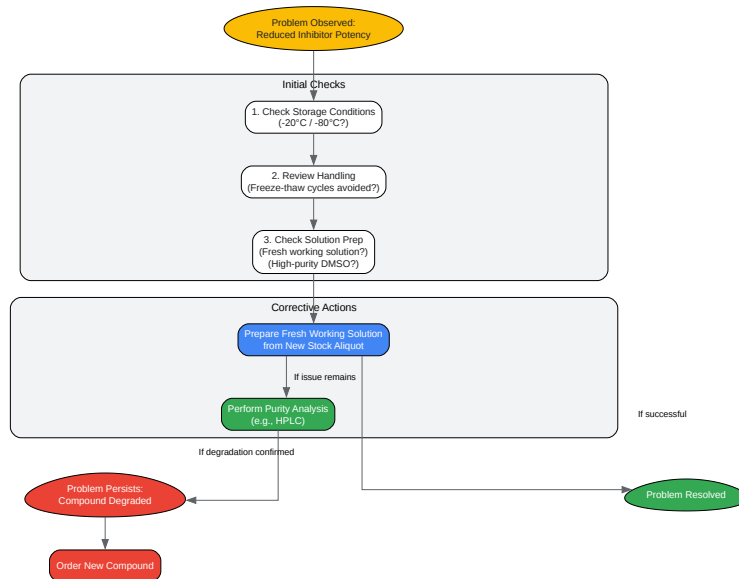 Problem Observed:
Reduced Inhibitor Potency
Initial Checks
1. Check Storage Conditions
(-20°C / -80°C?)
2. Review Handling
(Freeze-thaw cycles avoided?)
3. Check Solution Prep
(Fresh working solution?)
(High-purity DMSO?)
Corrective Actions
Prepare Fresh Working Solution
from New Stock Aliquot
If issue remains
Perform Purity Analysis
(e.g., HPLC)
If successful
If degradation confirmed
Problem Persists:
Compound Degraded
Problem Resolved
Order New Compound